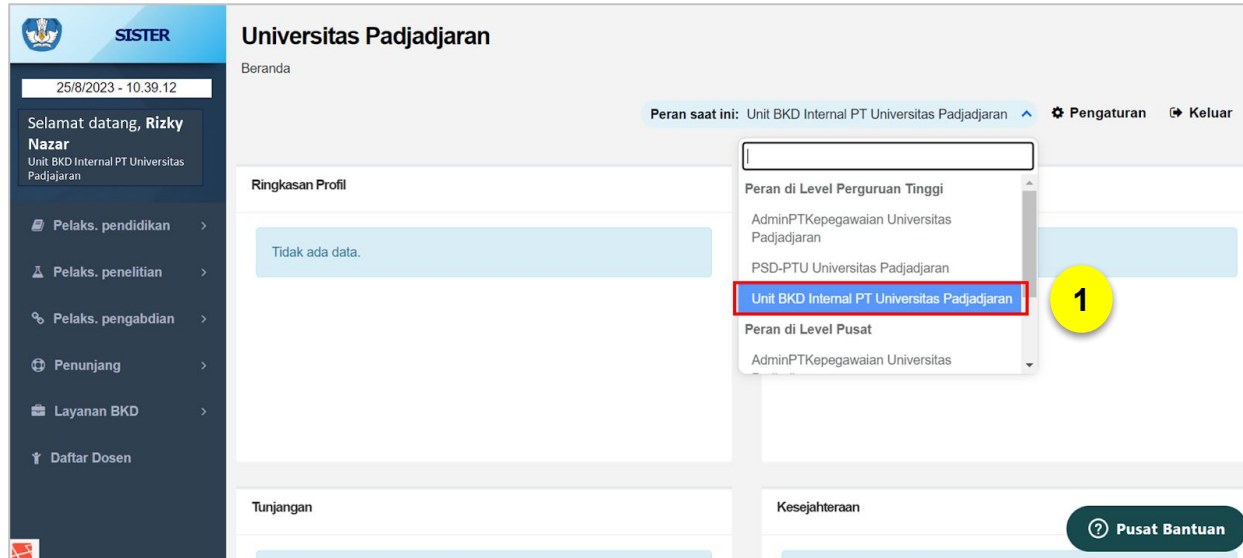 SISTER
25/8/2023 - 10.39.12
Selamat datang, Rizky
Nazar
Unit BKD Internal PT Universitas
Padjajaran
Pelaks. pendidikan
Pelaks. penelitian
Pelaks. pengabdian
Penunjang
Layanan BKD
Daftar Dosen
Universitas Padjadjaran
Beranda
Peran saat ini: Unit BKD Internal PT Universitas Padjadjaran
Pengaturan
Keluar
Ringkasan Profil
Tidak ada data.
Peran di Level Perguruan Tinggi
AdminPTKepegawaian Universitas
Padjadjaran
PSD-PTU Universitas Padjadjaran
Unit BKD Internal PT Universitas Padjadjaran
1
Peran di Level Pusat
AdminPTKepegawaian Universitas
Tunjangan
Kesejahteraan
Pusat Bantuan